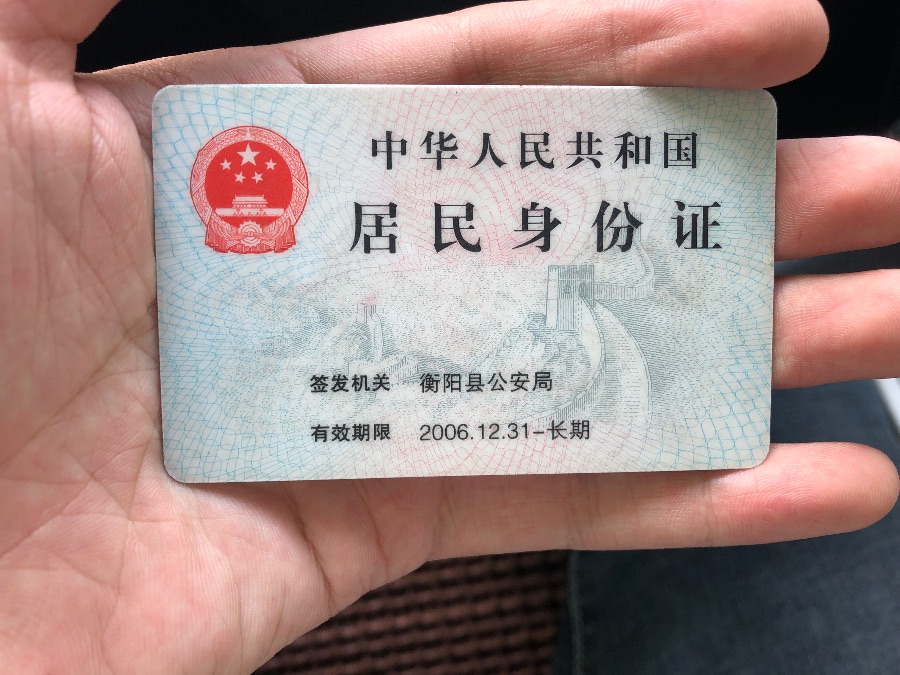 中华人民共和国
居民身份证
签发机关 衡阳县公安局
有效期限 2006.12.31-长期